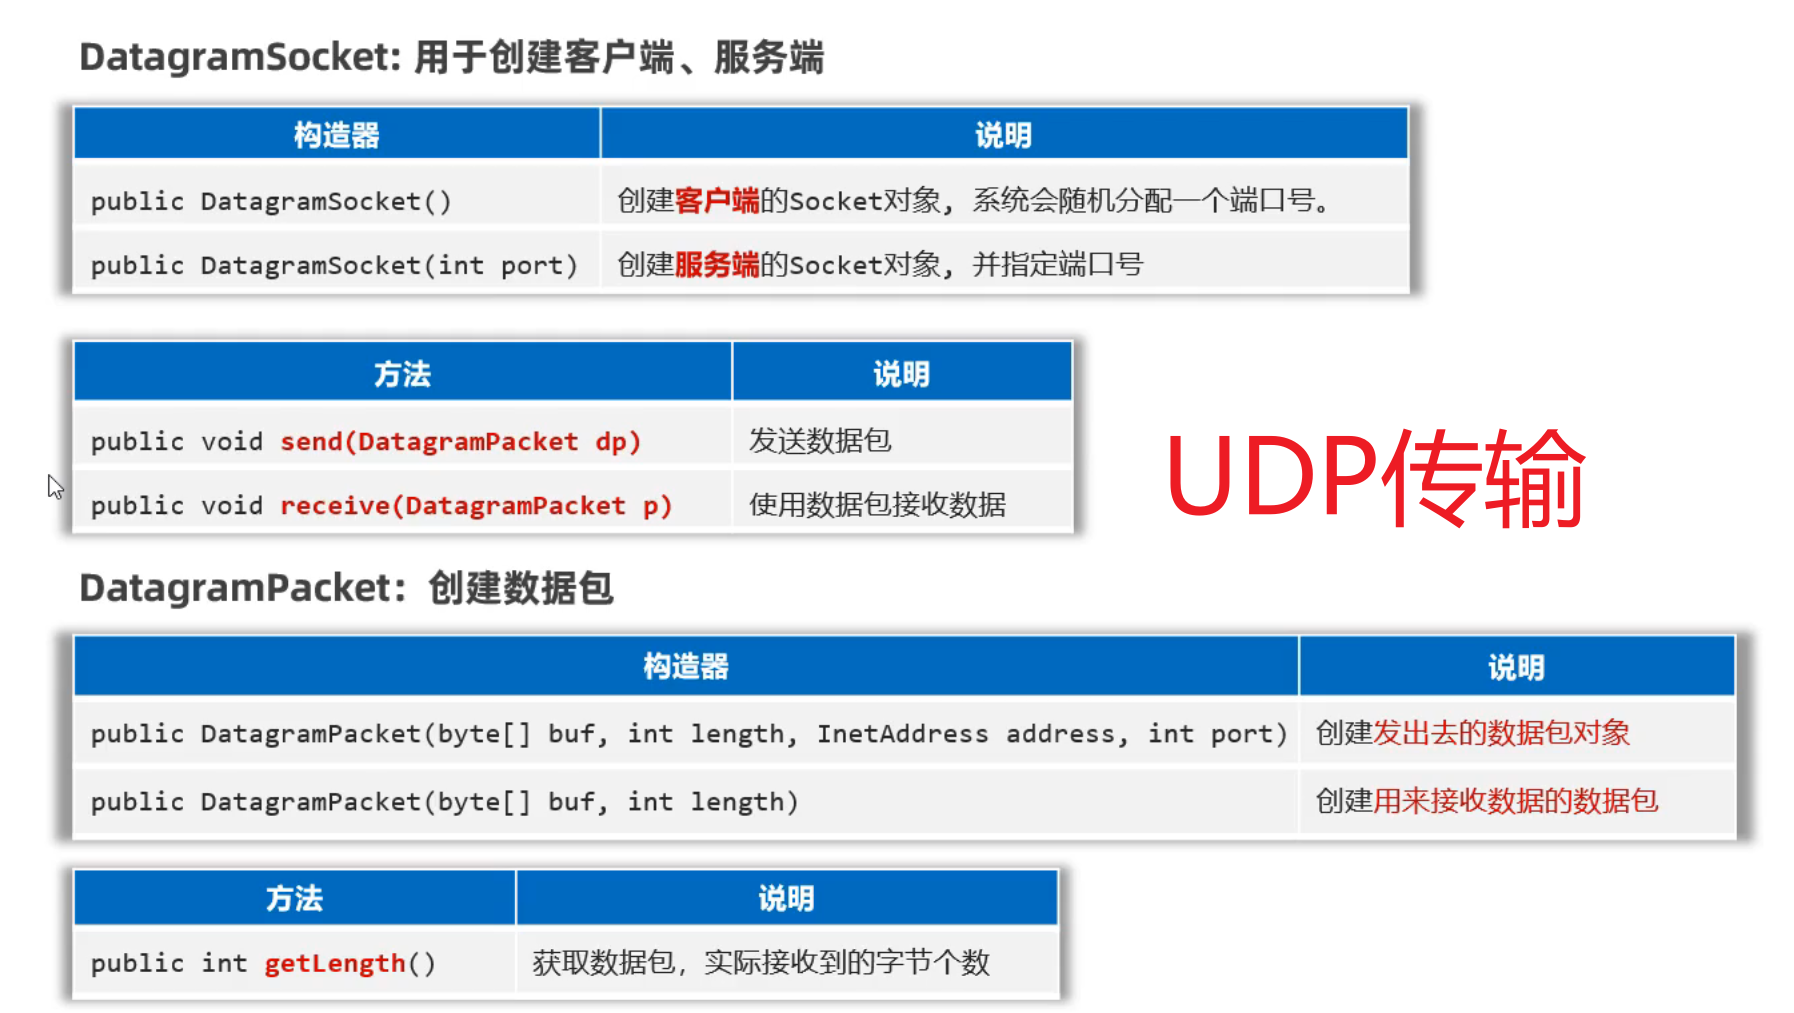 DatagramSocket: 用于创建客户端、服务端
构造器 说明
public DatagramSocket() 创建客户端的Socket对象，系统会随机分配一个端口号。
public DatagramSocket(int port) 创建服务端的Socket对象，并指定端口号
方法 说明
public void send(DatagramPacket dp) 发送数据包
public void receive(DatagramPacket p) 使用数据包接收数据
UDP传输
DatagramPacket：创建数据包
构造器 说明
public DatagramPacket(byte[] buf, int length, InetAddress address, int port) 创建发出去的数据包对象
public DatagramPacket(byte[] buf, int length) 创建用来接收数据的数据包
方法 说明
public int getLength() 获取数据包，实际接收到的字节个数